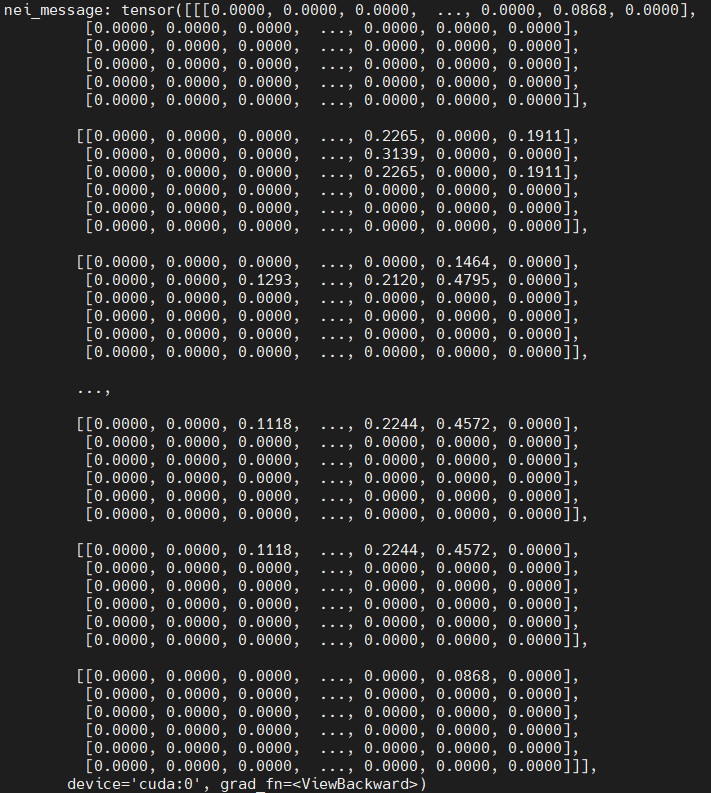 nei_message: tensor([[[0.0000, 0.0000, 0.0000,  ..., 0.0000, 0.0868, 0.0000],
         [0.0000, 0.0000, 0.0000,  ..., 0.0000, 0.0000, 0.0000],
         [0.0000, 0.0000, 0.0000,  ..., 0.0000, 0.0000, 0.0000],
         [0.0000, 0.0000, 0.0000,  ..., 0.0000, 0.0000, 0.0000],
         [0.0000, 0.0000, 0.0000,  ..., 0.0000, 0.0000, 0.0000],
         [0.0000, 0.0000, 0.0000,  ..., 0.0000, 0.0000, 0.0000]],

        [[0.0000, 0.0000, 0.0000,  ..., 0.2265, 0.0000, 0.1911],
         [0.0000, 0.0000, 0.0000,  ..., 0.3139, 0.0000, 0.0000],
         [0.0000, 0.0000, 0.0000,  ..., 0.2265, 0.0000, 0.1911],
         [0.0000, 0.0000, 0.0000,  ..., 0.0000, 0.0000, 0.0000],
         [0.0000, 0.0000, 0.0000,  ..., 0.0000, 0.0000, 0.0000],
         [0.0000, 0.0000, 0.0000,  ..., 0.0000, 0.0000, 0.0000]],

        [[0.0000, 0.0000, 0.0000,  ..., 0.0000, 0.1464, 0.0000],
         [0.0000, 0.0000, 0.1293,  ..., 0.2120, 0.4795, 0.0000],
         [0.0000, 0.0000, 0.0000,  ..., 0.0000, 0.0000, 0.0000],
         [0.0000, 0.0000, 0.0000,  ..., 0.0000, 0.0000, 0.0000],
         [0.0000, 0.0000, 0.0000,  ..., 0.0000, 0.0000, 0.0000],
         [0.0000, 0.0000, 0.0000,  ..., 0.0000, 0.0000, 0.0000]],

        ...,

        [[0.0000, 0.0000, 0.1118,  ..., 0.2244, 0.4572, 0.0000],
         [0.0000, 0.0000, 0.0000,  ..., 0.0000, 0.0000, 0.0000],
         [0.0000, 0.0000, 0.0000,  ..., 0.0000, 0.0000, 0.0000],
         [0.0000, 0.0000, 0.0000,  ..., 0.0000, 0.0000, 0.0000],
         [0.0000, 0.0000, 0.0000,  ..., 0.0000, 0.0000, 0.0000],
         [0.0000, 0.0000, 0.0000,  ..., 0.0000, 0.0000, 0.0000]],

        [[0.0000, 0.0000, 0.1118,  ..., 0.2244, 0.4572, 0.0000],
         [0.0000, 0.0000, 0.0000,  ..., 0.0000, 0.0000, 0.0000],
         [0.0000, 0.0000, 0.0000,  ..., 0.0000, 0.0000, 0.0000],
         [0.0000, 0.0000, 0.0000,  ..., 0.0000, 0.0000, 0.0000],
         [0.0000, 0.0000, 0.0000,  ..., 0.0000, 0.0000, 0.0000],
         [0.0000, 0.0000, 0.0000,  ..., 0.0000, 0.0000, 0.0000]],

        [[0.0000, 0.0000, 0.0000,  ..., 0.0000, 0.0868, 0.0000],
         [0.0000, 0.0000, 0.0000,  ..., 0.0000, 0.0000, 0.0000],
         [0.0000, 0.0000, 0.0000,  ..., 0.0000, 0.0000, 0.0000],
         [0.0000, 0.0000, 0.0000,  ..., 0.0000, 0.0000, 0.0000],
         [0.0000, 0.0000, 0.0000,  ..., 0.0000, 0.0000, 0.0000],
         [0.0000, 0.0000, 0.0000,  ..., 0.0000, 0.0000, 0.0000]]],
       device='cuda:0', grad_fn=<ViewBackward>)